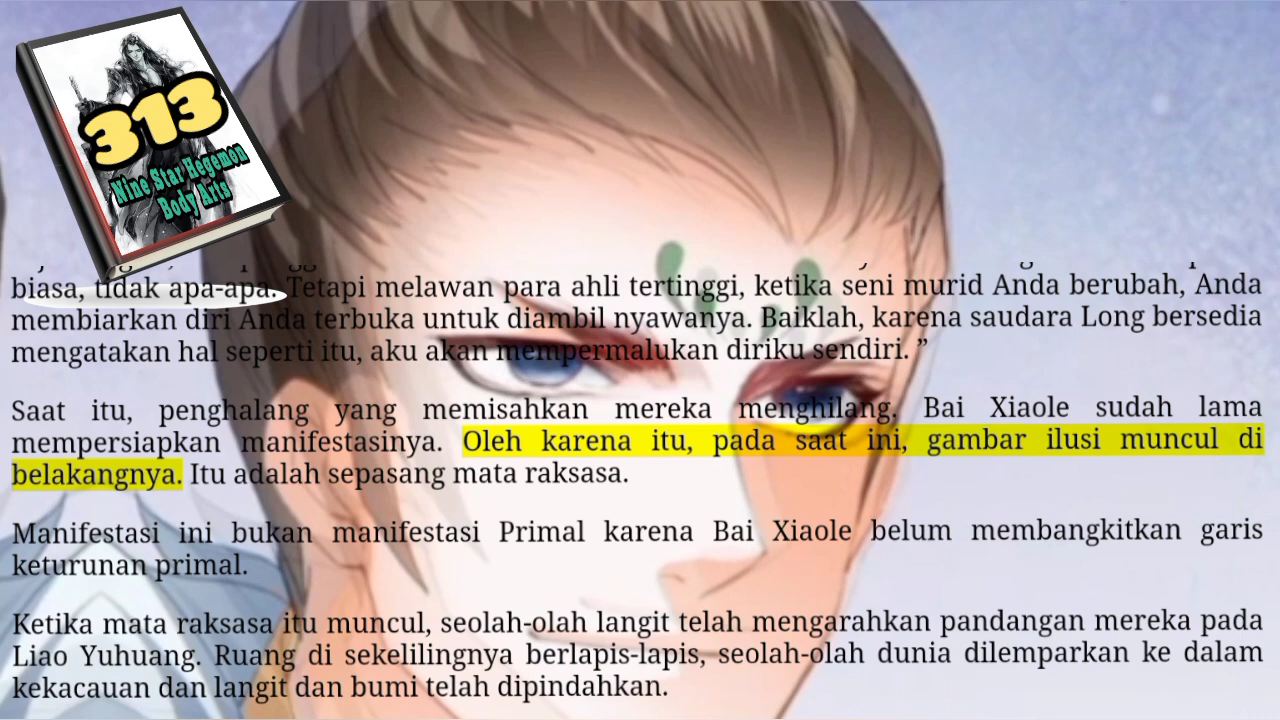 313
Nine Star Hegemon
Body Arts
biasa, tidak apa-apa. Tetapi melawan para ahli tertinggi, ketika seni murid Anda berubah, Anda
membiarkan diri Anda terbuka untuk diambil nyawanya. Baiklah, karena saudara Long bersedia
mengatakan hal seperti itu, aku akan mempermalukan diriku sendiri. ”
Saat itu, penghalang yang memisahkan mereka menghilang. Bai Xiaole sudah lama
mempersiapkan manifestasinya. Oleh karena itu, pada saat ini, gambar ilusi muncul di
belakangnya. Itu adalah sepasang mata raksasa.
Manifestasi ini bukan manifestasi Primal karena Bai Xiaole belum membangkitkan garis
keturunan primal.
Ketika mata raksasa itu muncul, seolah-olah langit telah mengarahkan pandangan mereka pada
Liao Yuhuang. Ruang di sekelilingnya berlapis-lapis, seolah-olah dunia dilemparkan ke dalam
kekacauan dan langit dan bumi telah dipindahkan.